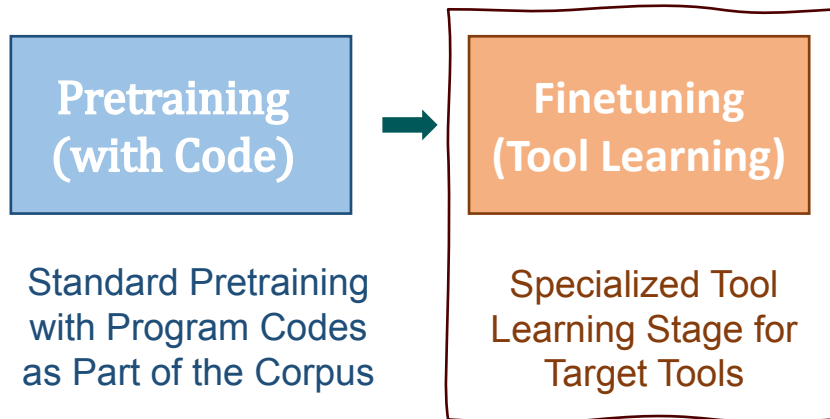 Pretraining
(with Code)
Finetuning
(Tool Learning)
Standard Pretraining
with Program Codes
as Part of the Corpus
Specialized Tool
Learning Stage for
Target Tools